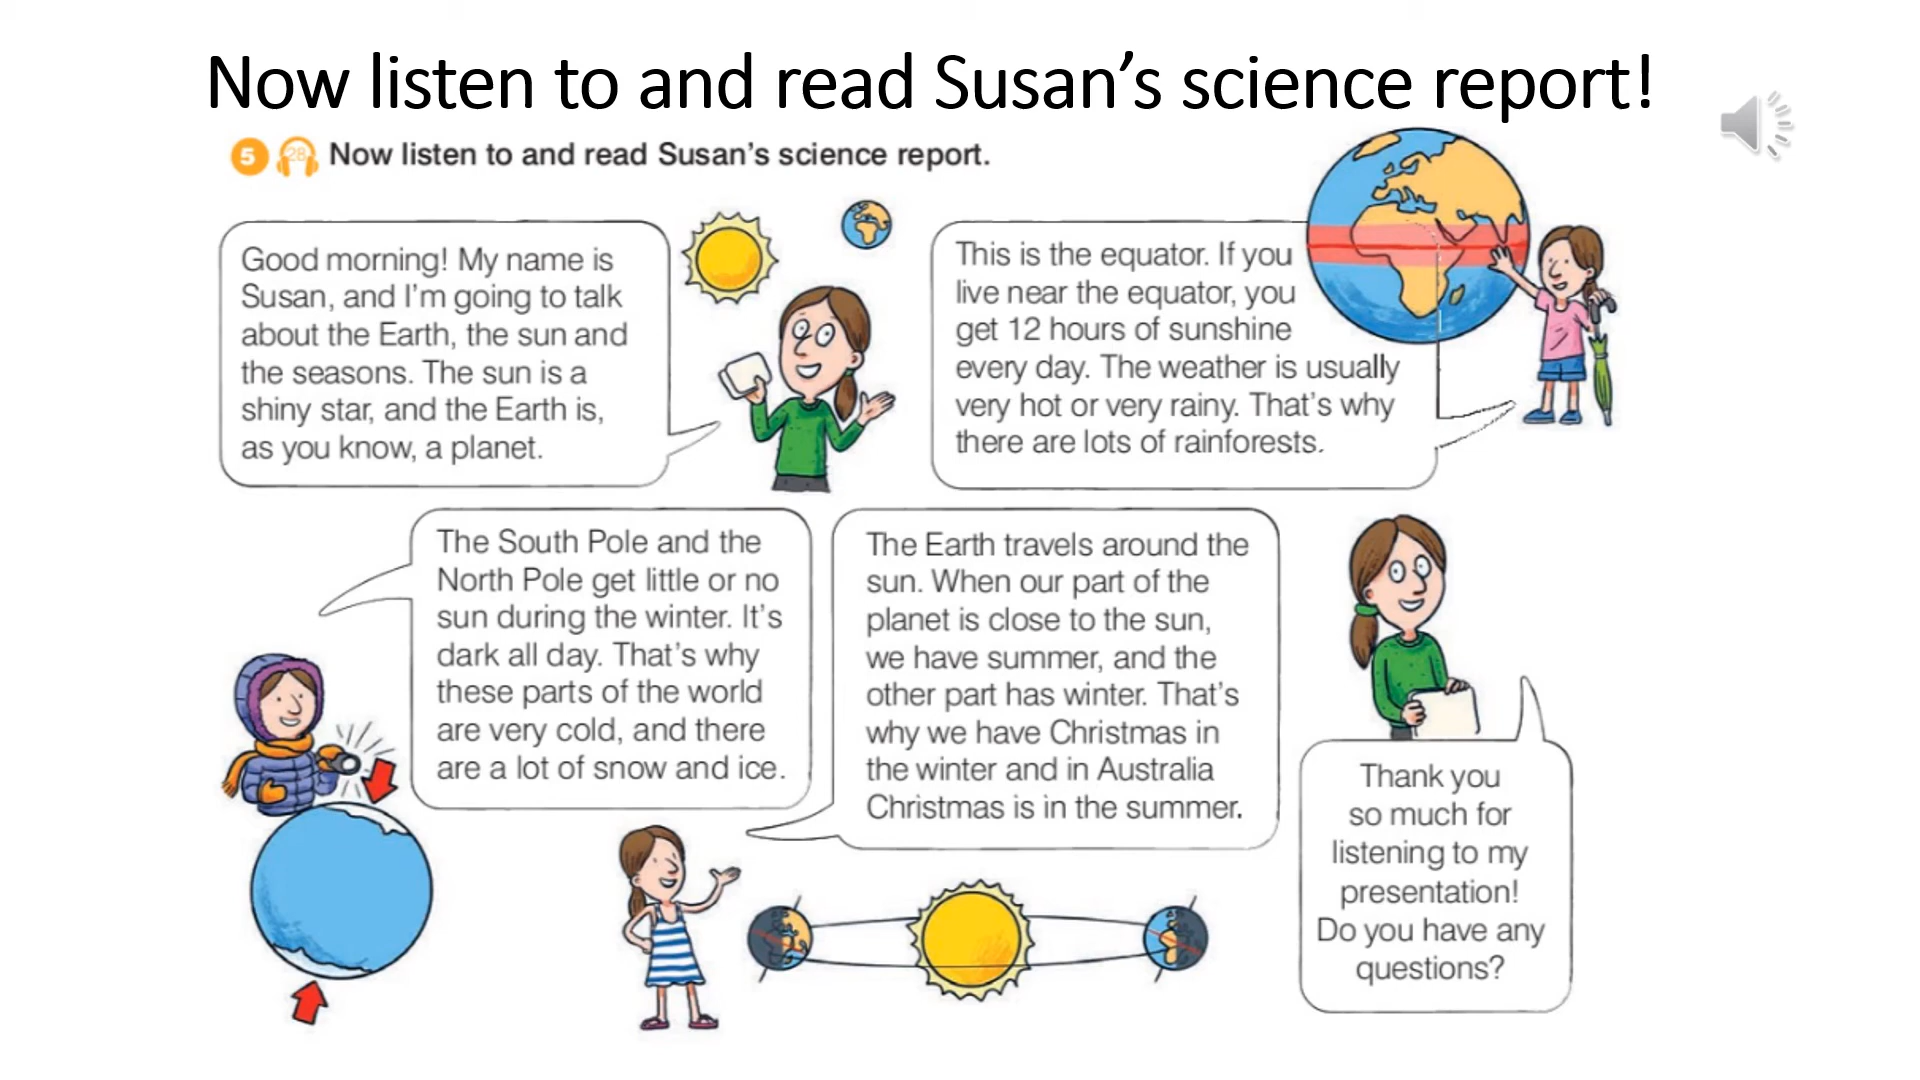 Now listen to and read Susan’s science report!
5 28 Now listen to and read Susan’s science report.
Good morning! My name is
Susan, and I’m going to talk
about the Earth, the sun and
the seasons. The sun is a
shiny star, and the Earth is,
as you know, a planet.
This is the equator. If you
live near the equator, you
get 12 hours of sunshine
every day. The weather is usually
very hot or very rainy. That’s why
there are lots of rainforests.
The South Pole and the
North Pole get little or no
sun during the winter. It’s
dark all day. That’s why
these parts of the world
are very cold, and there
are a lot of snow and ice.
The Earth travels around the
sun. When our part of the
planet is close to the sun,
we have summer, and the
other part has winter. That’s
why we have Christmas in
the winter and in Australia
Christmas is in the summer.
Thank you
so much for
listening to my
presentation!
Do you have any
questions?